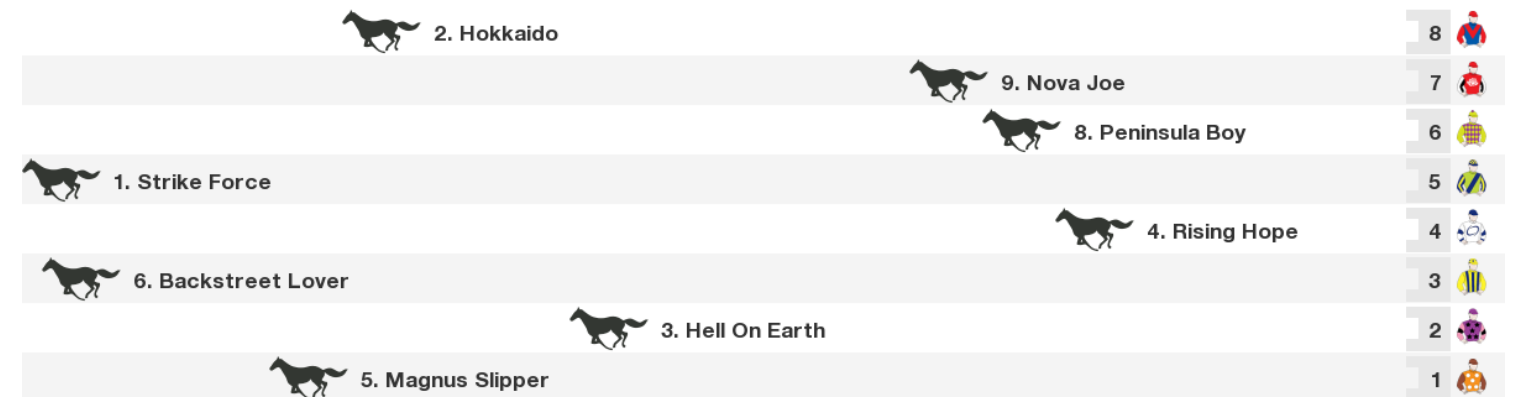 2. Hokkaido 8
9. Nova Joe 7
8. Peninsula Boy 6
1. Strike Force 5
4. Rising Hope 4
6. Backstreet Lover 3
3. Hell On Earth 2
5. Magnus Slipper 1